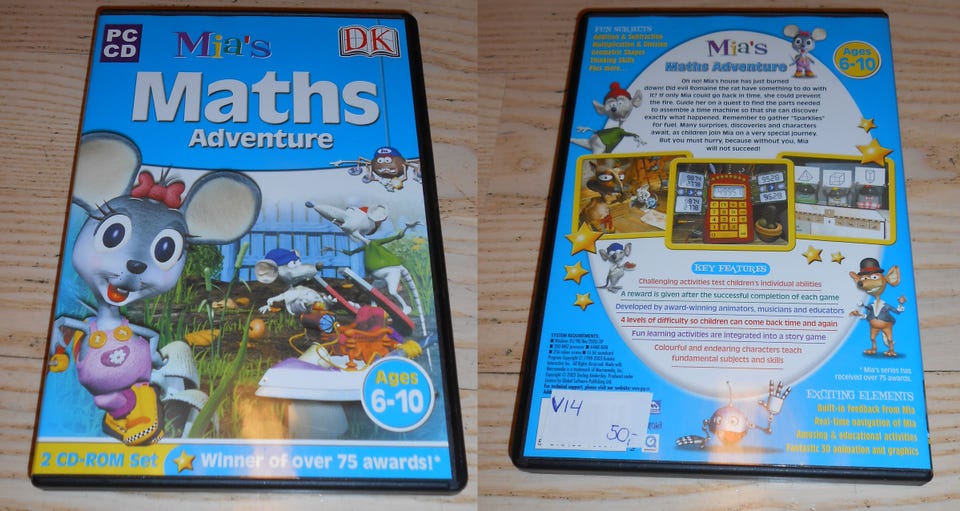 PC
CD
Mia's
DK
Maths
Adventure
Ages
6-10
2 CD-ROM Set
Winner of over 75 awards!*
FUN SUBJECTS
Addition & Subtraction
Multiplication & Division
Geometric Shapes
Thinking Skills
Plus more...
Mia's
Maths Adventure
Ages
6-10
Oh no! Mia's house has just burned
down! Did evil Romaine the rat have something to do with
it? If only Mia could go back in time, she could prevent
the fire. Guide her on a quest to find the parts needed
to assemble a time machine so that she can discover
exactly what happened. Remember to gather "Sparklies"
for fuel. Many surprises, discoveries and characters
await, as children join Mia on a very special journey.
But you must hurry, because without you, Mia
will not succeed!
9528
9528
KEY FEATURES
Challenging activities test children's individual abilities
A reward is given after the successful completion of each game
Developed by award-winning animators, musicians and educators
4 levels of difficulty so children can come back time and again
Fun learning activities are integrated into a story game
Colourful and endearing characters teach
fundamental subjects and skills
* Mia's series has
received over 75 awards.
SYSTEM REQUIREMENTS:
EXCITING ELEMENTS
Built-in feedback from Mia
Real-time navigation of Mia
Amusing & educational activities
Fantastic 3D animation and graphics
V14
50,-